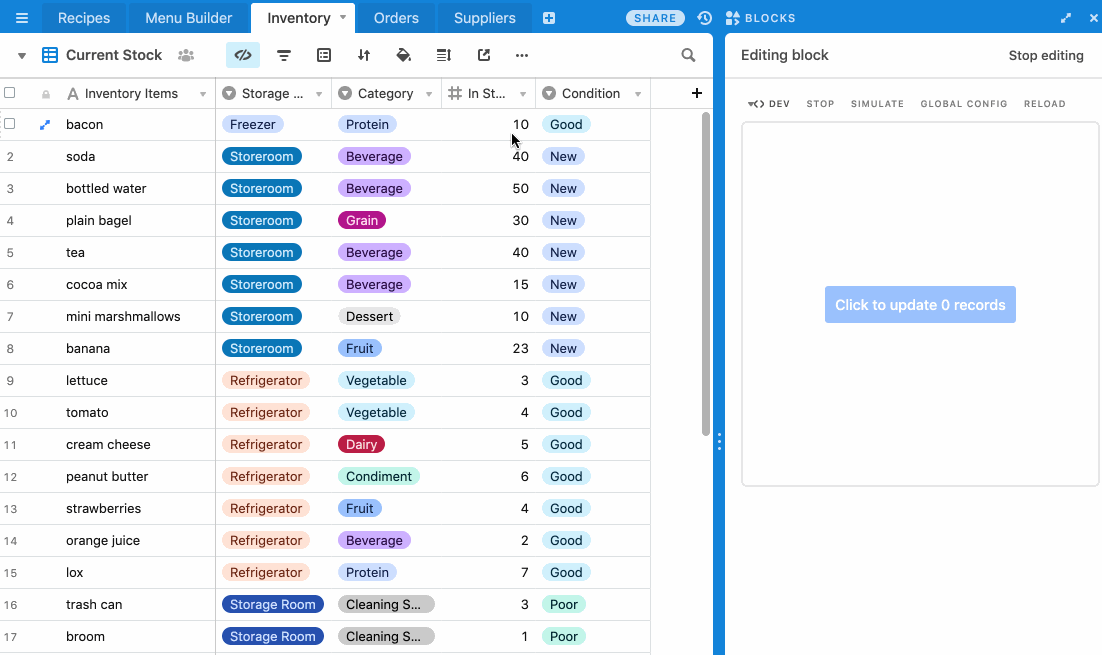 Recipes Menu Builder Inventory Orders Suppliers SHARE BLOCKS
Current Stock
Editing block Stop editing
A Inventory Items Storage ... Category In St... Condition
DEV STOP SIMULATE GLOBAL CONFIG RELOAD
bacon Freezer Protein 10 Good
2 soda Storeroom Beverage 40 New
3 bottled water Storeroom Beverage 50 New
4 plain bagel Storeroom Grain 30 New
5 tea Storeroom Beverage 40 New
6 cocoa mix Storeroom Beverage 15 New
7 mini marshmallows Storeroom Dessert 10 New
8 banana Storeroom Fruit 23 New
9 lettuce Refrigerator Vegetable 3 Good
10 tomato Refrigerator Vegetable 4 Good
11 cream cheese Refrigerator Dairy 5 Good
12 peanut butter Refrigerator Condiment 6 Good
13 strawberries Refrigerator Fruit 4 Good
14 orange juice Refrigerator Beverage 2 Good
15 lox Refrigerator Protein 7 Good
16 trash can Storage Room Cleaning S... 3 Poor
17 broom Storage Room Cleaning S... 1 Poor
Click to update 0 records